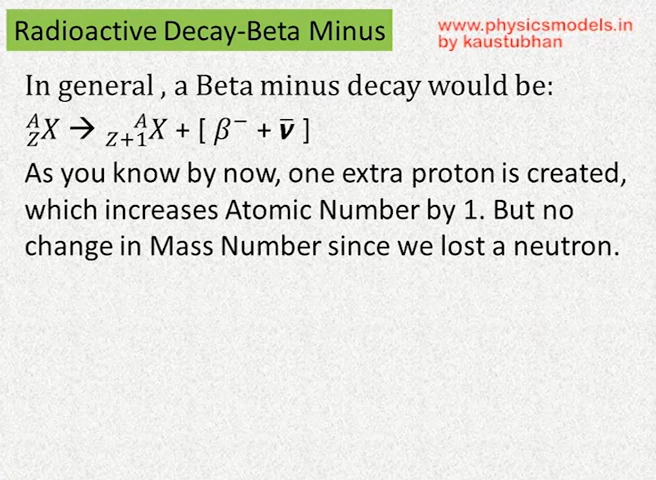 Radioactive Decay-Beta Minus
www.physicsmodels.in
by kaustubhan
In general , a Beta minus decay would be:
ᴬ_Z X → ᴬ_Z+1 X + [ β⁻ + ν̄ ]
As you know by now, one extra proton is created,
which increases Atomic Number by 1. But no
change in Mass Number since we lost a neutron.